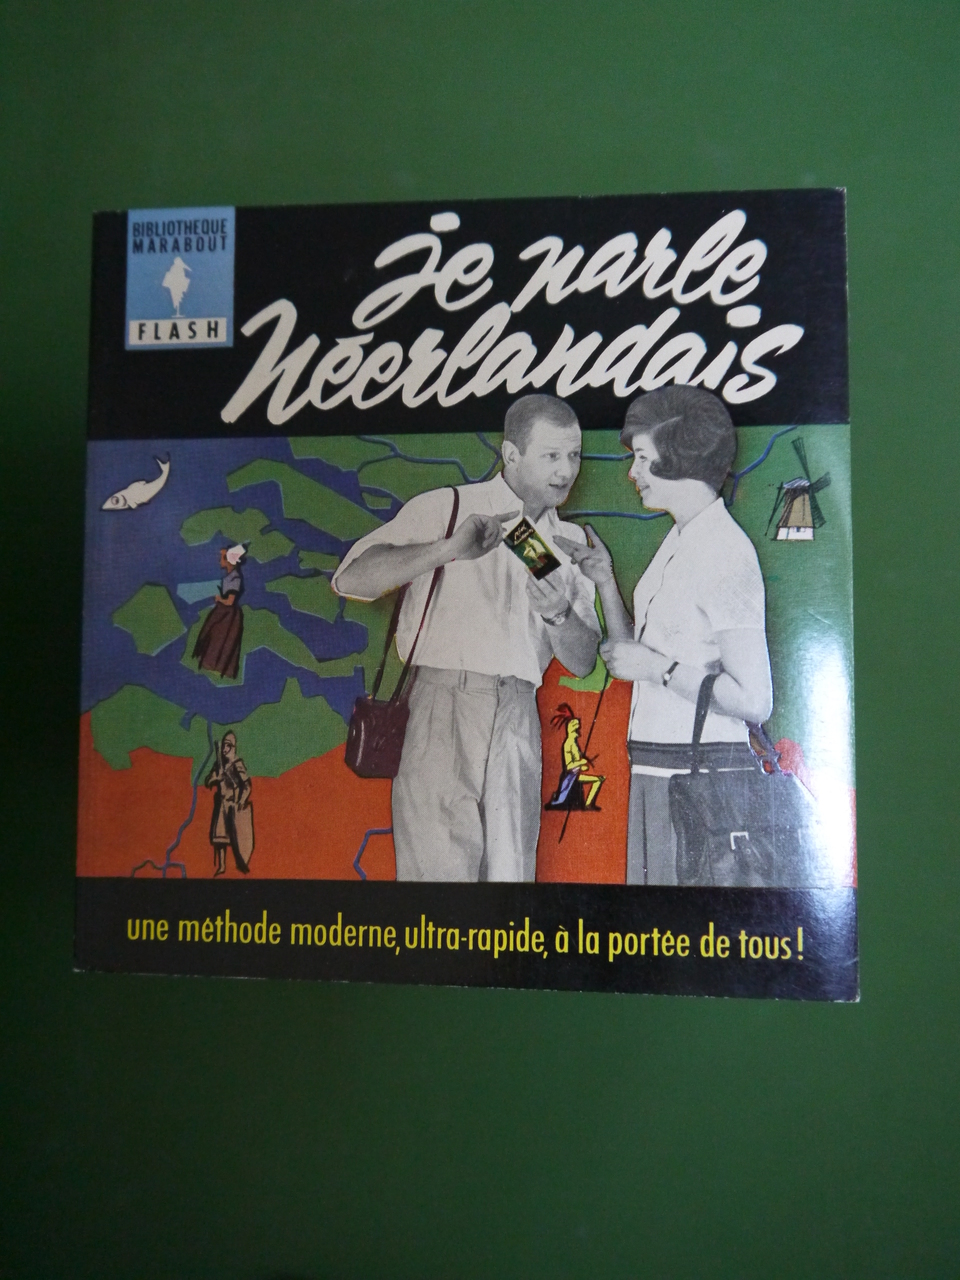 BIBLIOTHEQUE
MARABOUT
FLASH
je parle
Néerlandais
une méthode moderne, ultra-rapide, à la portée de tous!